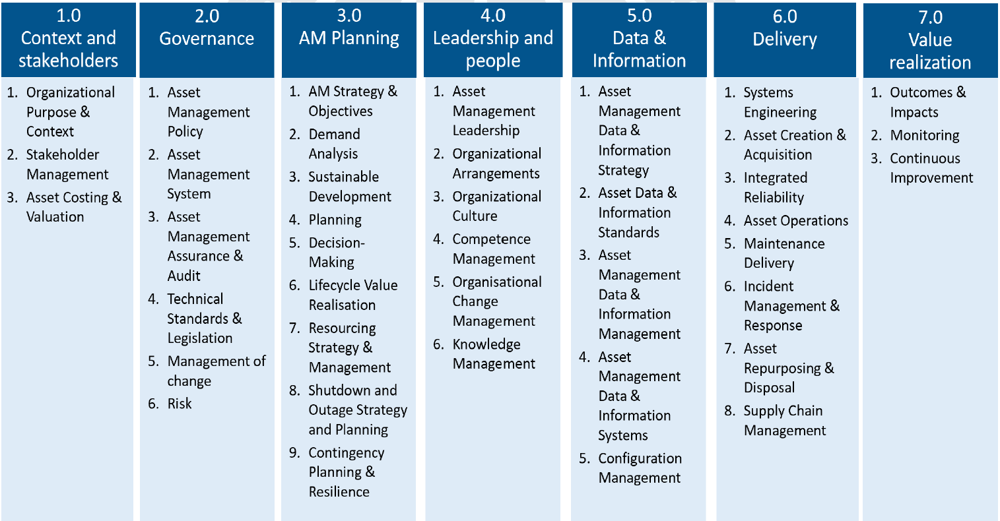 1.0
Context and
stakeholders
1. Organizational
Purpose &
Context
2. Stakeholder
Management
3. Asset Costing &
Valuation
2.0
Governance
1. Asset
Management
Policy
2. Asset
Management
System
3. Asset
Management
Assurance &
Audit
4. Technical
Standards &
Legislation
5. Management of
change
6. Risk
3.0
AM Planning
1. AM Strategy &
Objectives
2. Demand
Analysis
3. Sustainable
Development
4. Planning
5. Decision-
Making
6. Lifecycle Value
Realisation
7. Resourcing
Strategy &
Management
8. Shutdown and
Outage Strategy
and Planning
9. Contingency
Planning &
Resilience
4.0
Leadership and
people
1. Asset
Management
Leadership
2. Organizational
Arrangements
3. Organizational
Culture
4. Competence
Management
5. Organisational
Change
Management
6. Knowledge
Management
5.0
Data &
Information
1. Asset
Management
Data &
Information
Strategy
2. Asset Data &
Information
Standards
3. Asset
Management
Data &
Information
Management
4. Asset
Management
Data &
Information
Systems
5. Configuration
Management
6.0
Delivery
1. Systems
Engineering
2. Asset Creation &
Acquisition
3. Integrated
Reliability
4. Asset Operations
5. Maintenance
Delivery
6. Incident
Management &
Response
7. Asset
Repurposing &
Disposal
8. Supply Chain
Management
7.0
Value
realization
1. Outcomes &
Impacts
2. Monitoring
3. Continuous
Improvement